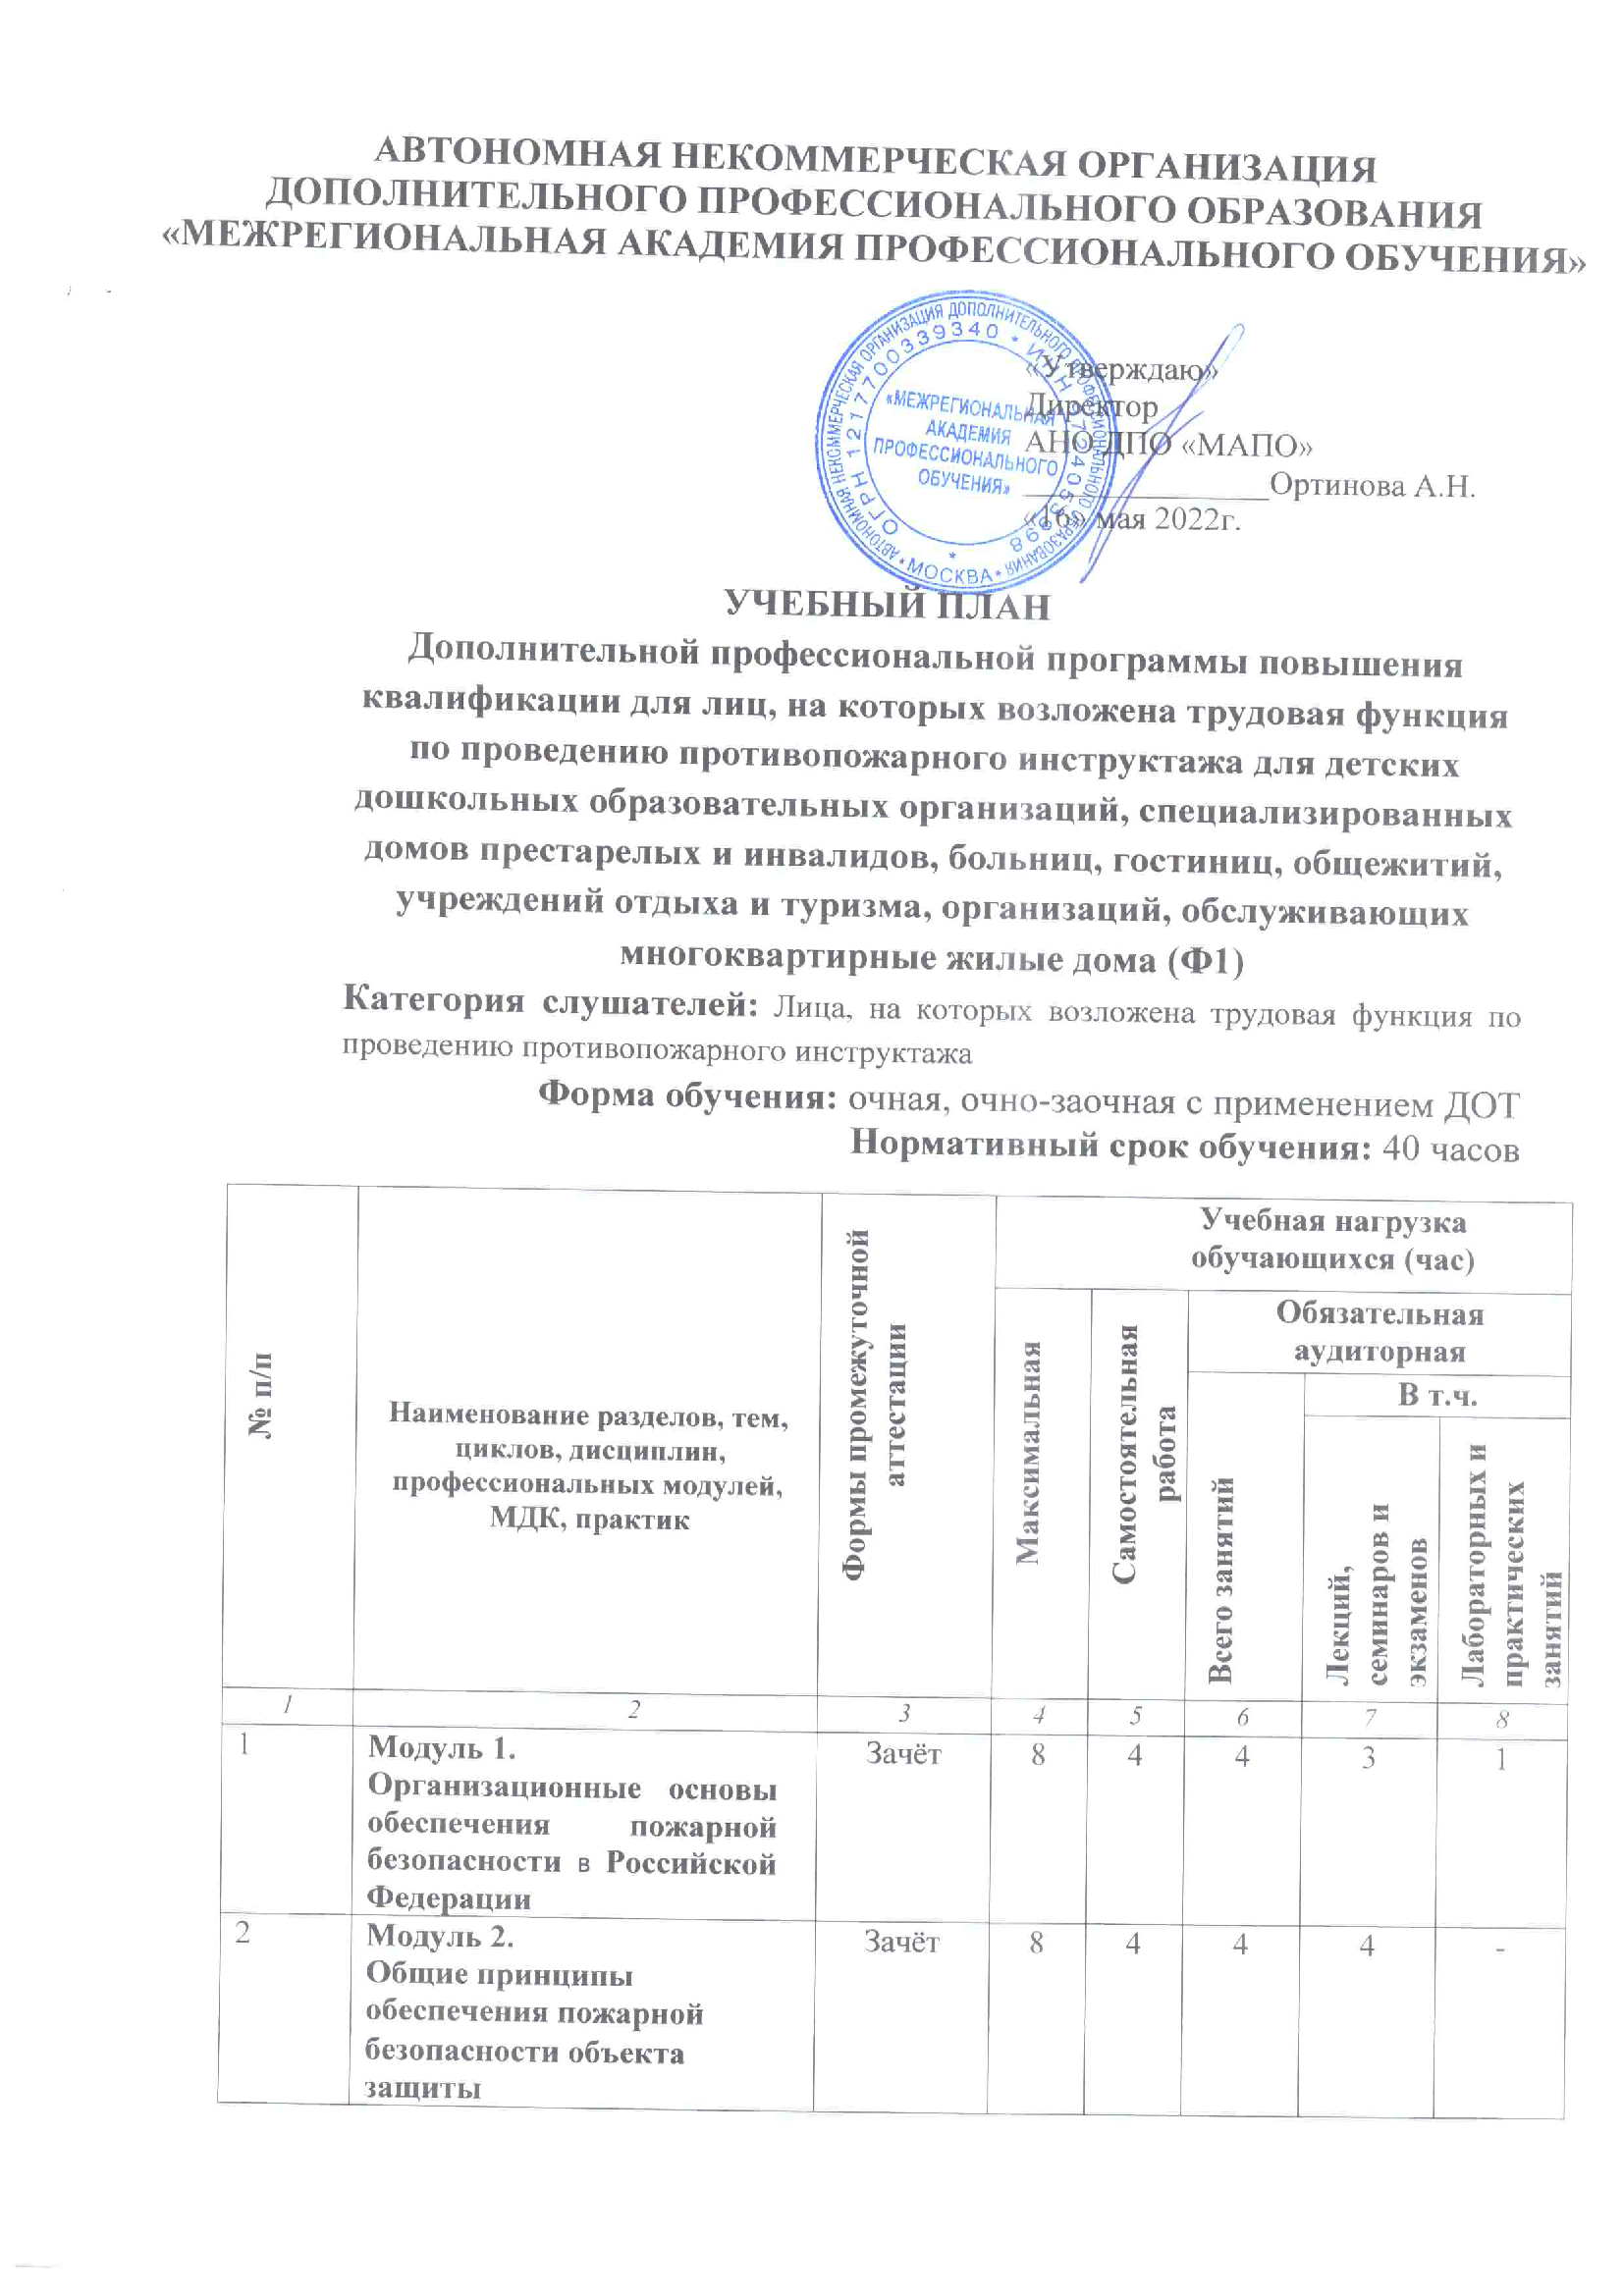 АВТОНОМНАЯ НЕКОММЕРЧЕСКАЯ ОРГАНИЗАЦИЯ
ДОПОЛНИТЕЛЬНОГО ПРОФЕССИОНАЛЬНОГО ОБРАЗОВАНИЯ
«МЕЖРЕГИОНАЛЬНАЯ АКАДЕМИЯ ПРОФЕССИОНАЛЬНОГО ОБУЧЕНИЯ»
АВТОНОМНАЯ НЕКОММЕРЧЕСКАЯ ОРГАНИЗАЦИЯ ДОПОЛНИТЕЛЬНОГО ПРОФЕССИОНАЛЬНОГО ОБРАЗОВАНИЯ
• МОСКВА •
ОГРН 1217700339340 * ИНН 9724053998
«МЕЖРЕГИОНАЛЬНАЯ
АКАДЕМИЯ
ПРОФЕССИОНАЛЬНОГО
ОБУЧЕНИЯ»
«Утверждаю»
Директор
АНО ДПО «МАПО»
Ортинова А.Н.
«16» мая 2022г.
УЧЕБНЫЙ ПЛАН
Дополнительной профессиональной программы повышения
квалификации для лиц, на которых возложена трудовая функция
по проведению противопожарного инструктажа для детских
дошкольных образовательных организаций, специализированных
домов престарелых и инвалидов, больниц, гостиниц, общежитий,
учреждений отдыха и туризма, организаций, обслуживающих
многоквартирные жилые дома (Ф1)
Категория слушателей: Лица, на которых возложена трудовая функция по
проведению противопожарного инструктажа
Форма обучения: очная, очно-заочная с применением ДОТ
Нормативный срок обучения: 40 часов
№ п/п
Наименование разделов, тем,
циклов, дисциплин,
профессиональных модулей,
МДК, практик
Формы промежуточной
аттестации
Учебная нагрузка
обучающихся (час)
Максимальная
Самостоятельная
работа
Обязательная
аудиторная
Всего занятий
В т.ч.
Лекций,
семинаров и
экзаменов
Лабораторных и
практических
занятий
1 2 3 4 5 6 7 8
1 Модуль 1. Зачёт 8 4 4 3 1
Организационные основы
обеспечения пожарной
безопасности в Российской
Федерации
2 Модуль 2. Зачёт 8 4 4 4 -
Общие принципы
обеспечения пожарной
безопасности объекта
защиты